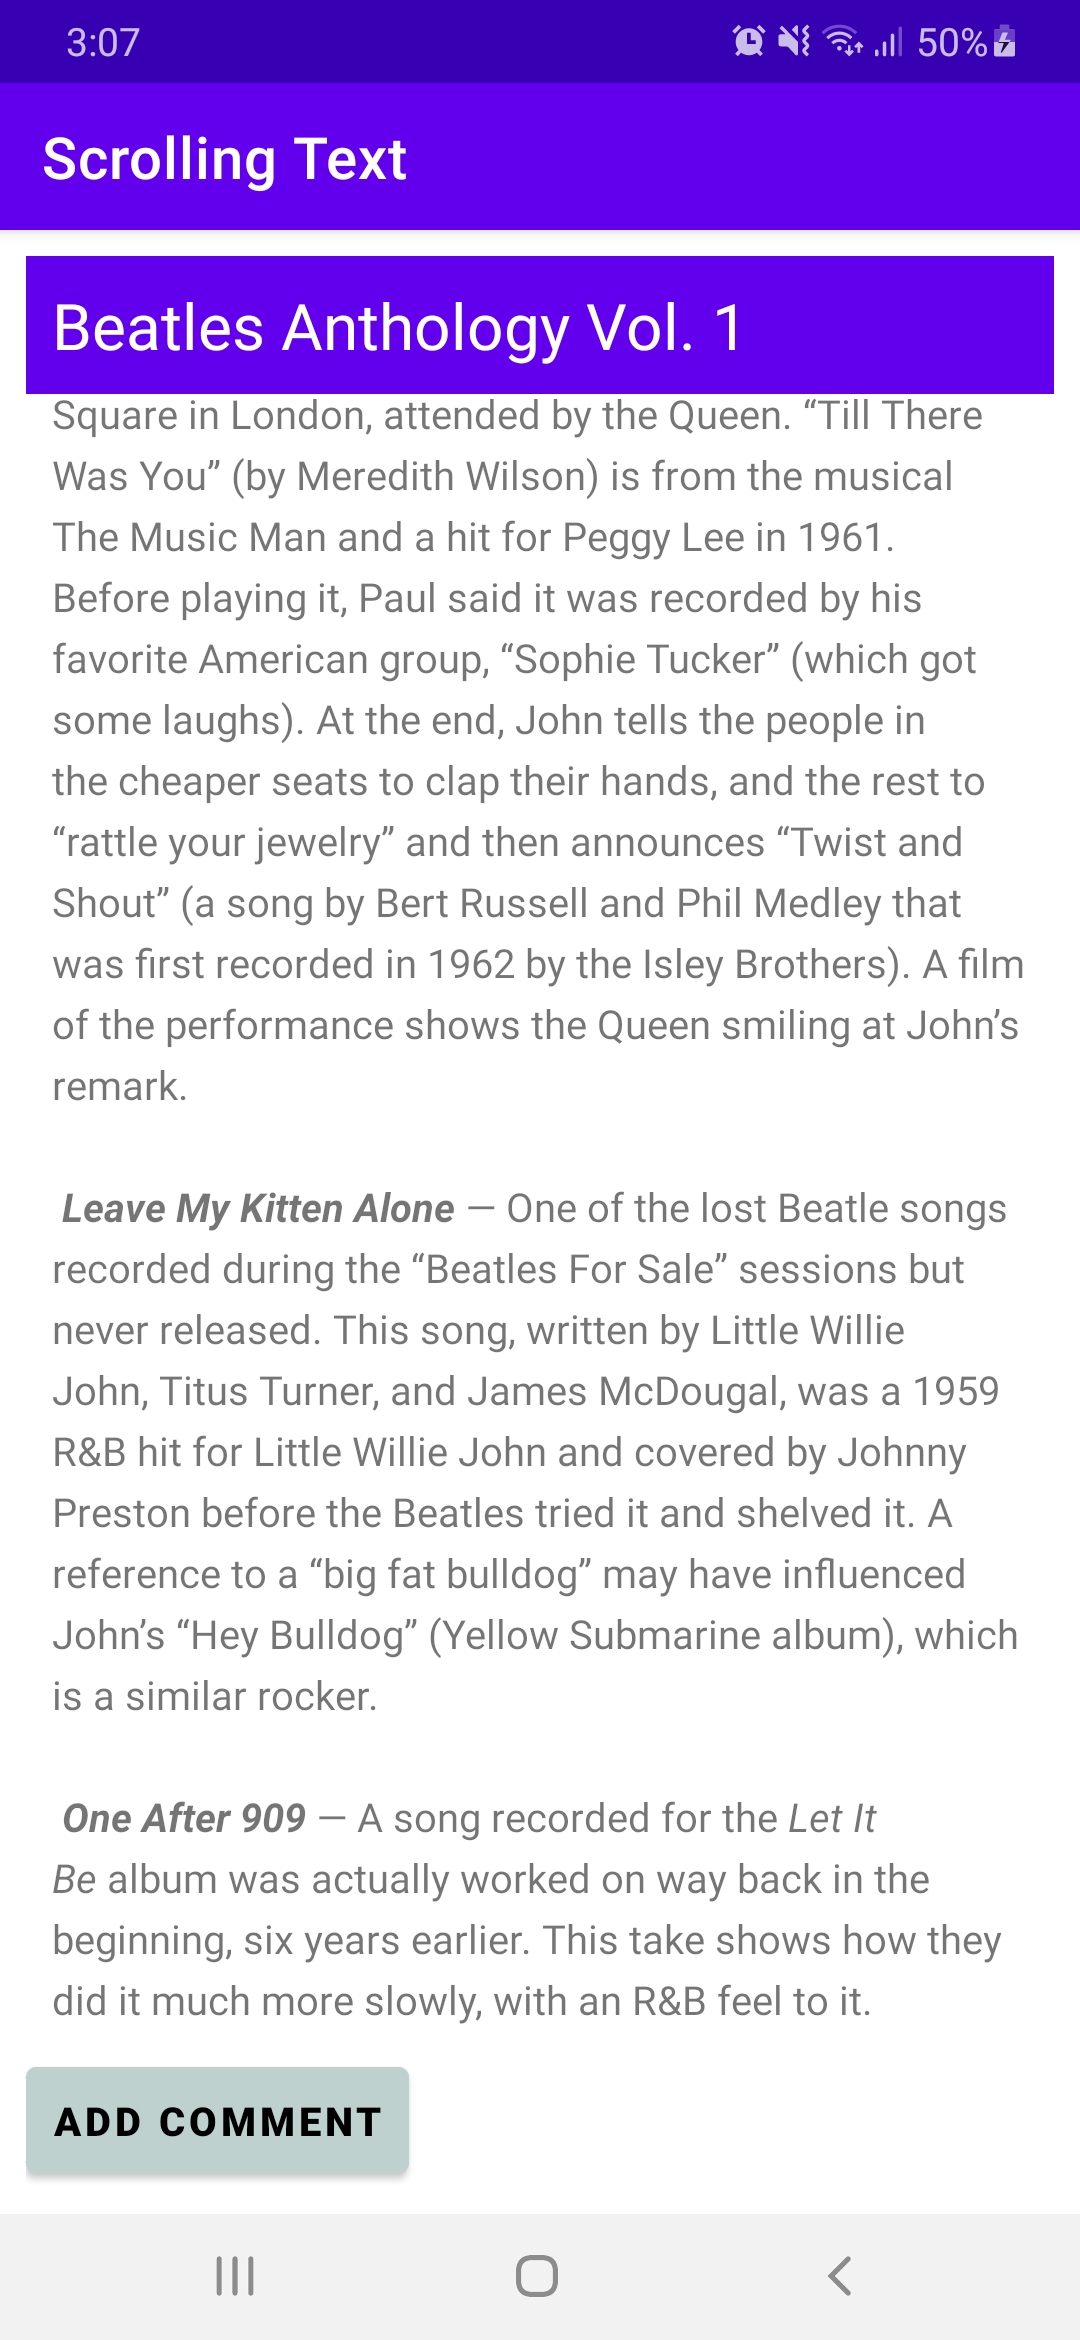 3:07
50%
Scrolling Text
Beatles Anthology Vol. 1
Square in London, attended by the Queen. “Till There
Was You” (by Meredith Wilson) is from the musical
The Music Man and a hit for Peggy Lee in 1961.
Before playing it, Paul said it was recorded by his
favorite American group, “Sophie Tucker” (which got
some laughs). At the end, John tells the people in
the cheaper seats to clap their hands, and the rest to
“rattle your jewelry” and then announces “Twist and
Shout” (a song by Bert Russell and Phil Medley that
was first recorded in 1962 by the Isley Brothers). A film
of the performance shows the Queen smiling at John’s
remark.
Leave My Kitten Alone — One of the lost Beatle songs
recorded during the “Beatles For Sale” sessions but
never released. This song, written by Little Willie
John, Titus Turner, and James McDougal, was a 1959
R&B hit for Little Willie John and covered by Johnny
Preston before the Beatles tried it and shelved it. A
reference to a “big fat bulldog” may have influenced
John’s “Hey Bulldog” (Yellow Submarine album), which
is a similar rocker.
One After 909 — A song recorded for the Let It
Be album was actually worked on way back in the
beginning, six years earlier. This take shows how they
did it much more slowly, with an R&B feel to it.
ADD COMMENT